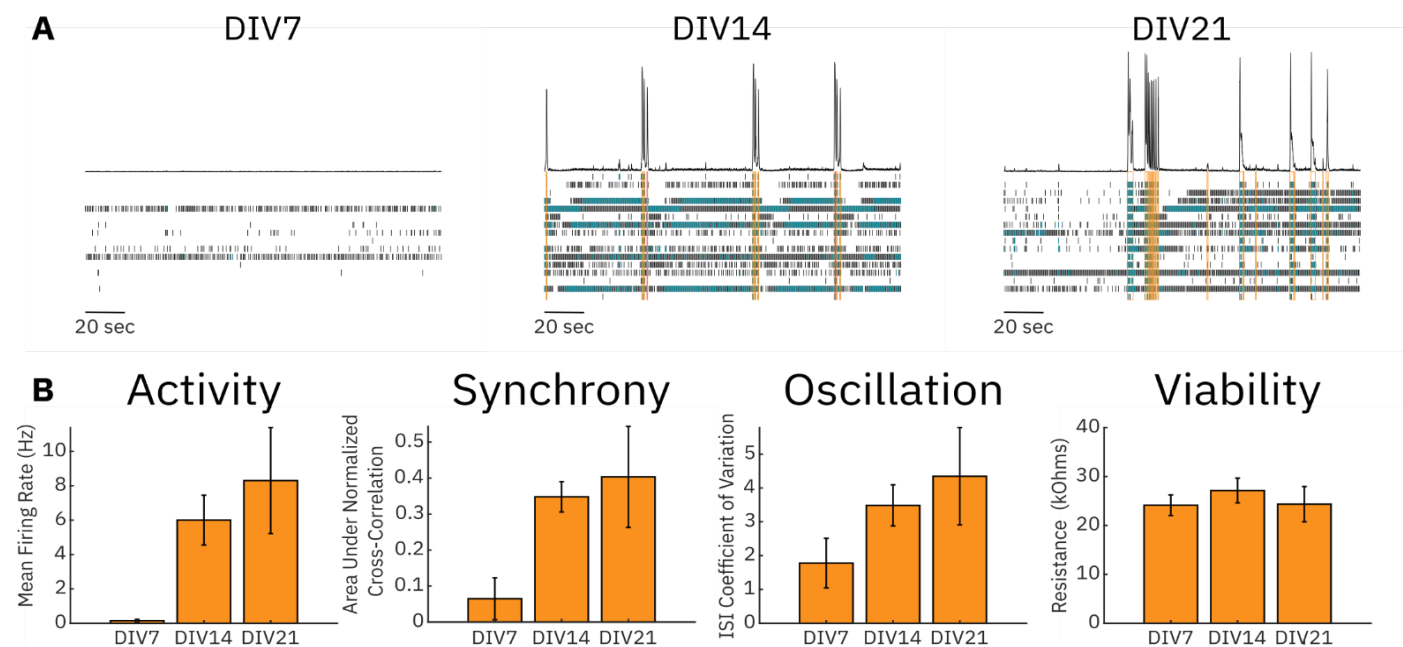 A
DIV7
DIV14
DIV21
20 sec
20 sec
20 sec
B
Activity
Synchrony
Oscillation
Viability
Mean Firing Rate (Hz)
10
8
6
4
2
0
DIV7 DIV14 DIV21
Area Under Normalized
Cross-Correlation
0.5
0.4
0.3
0.2
0.1
0
DIV7 DIV14 DIV21
ISI Coefficient of Variation
5
4
3
2
1
0
DIV7 DIV14 DIV21
Resistance (kOhms)
40
30
20
10
0
DIV7 DIV14 DIV21